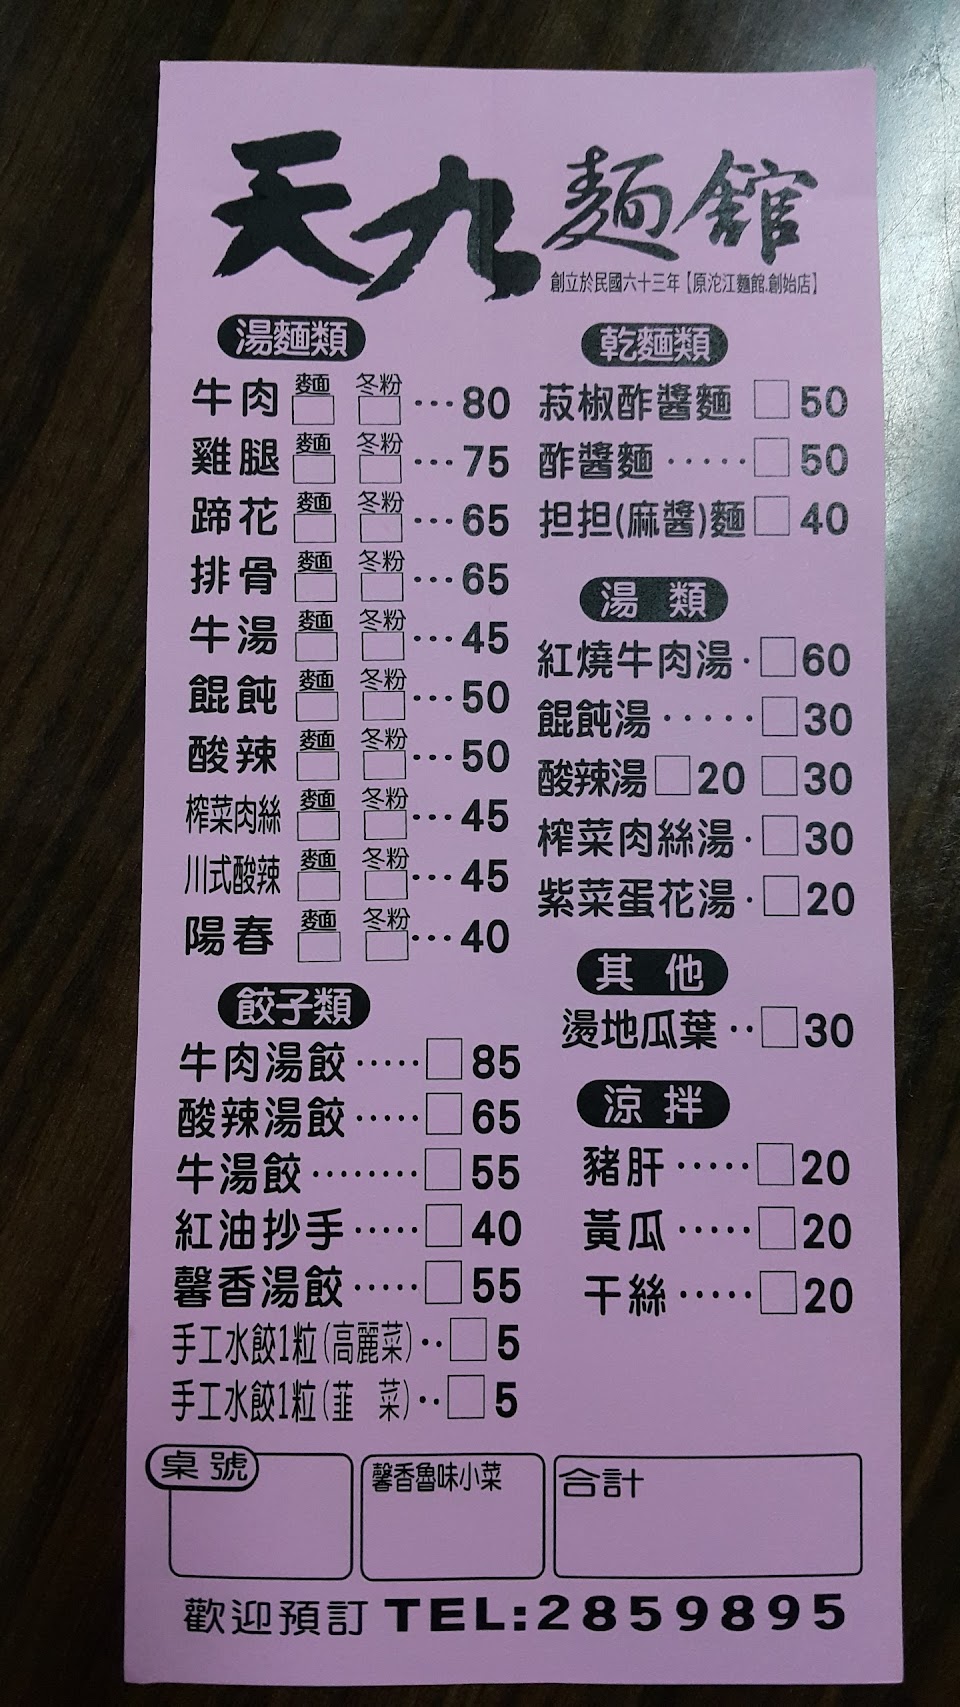 天九麵館
創立於民國六十三年【原沱江麵館.創始店】
湯麵類
牛肉 麵 冬粉 ···80
雞腿 麵 冬粉 ···75
蹄花 麵 冬粉 ···65
排骨 麵 冬粉 ···65
牛湯 麵 冬粉 ···45
餛飩 麵 冬粉 ···50
酸辣 麵 冬粉 ···50
榨菜肉絲 麵 冬粉 ···45
川式酸辣 麵 冬粉 ···45
陽春 麵 冬粉 ···40
餃子類
牛肉湯餃·····□85
酸辣湯餃·····□65
牛湯餃········□55
紅油抄手·····□40
馨香湯餃·····□55
手工水餃1粒(高麗菜)··□5
手工水餃1粒(韮 菜)··□5
乾麵類
菽椒酢醬麵 □50
酢醬麵·····□50
担担(麻醬)麵□40
湯 類
紅燒牛肉湯·□60
餛飩湯·····□30
酸辣湯□20 □30
榨菜肉絲湯·□30
紫菜蛋花湯·□20
其 他
燙地瓜葉··□30
涼 拌
豬肝·····□20
黃瓜·····□20
干絲·····□20
桌號
馨香魯味小菜
合計
歡迎預訂 TEL:2859895